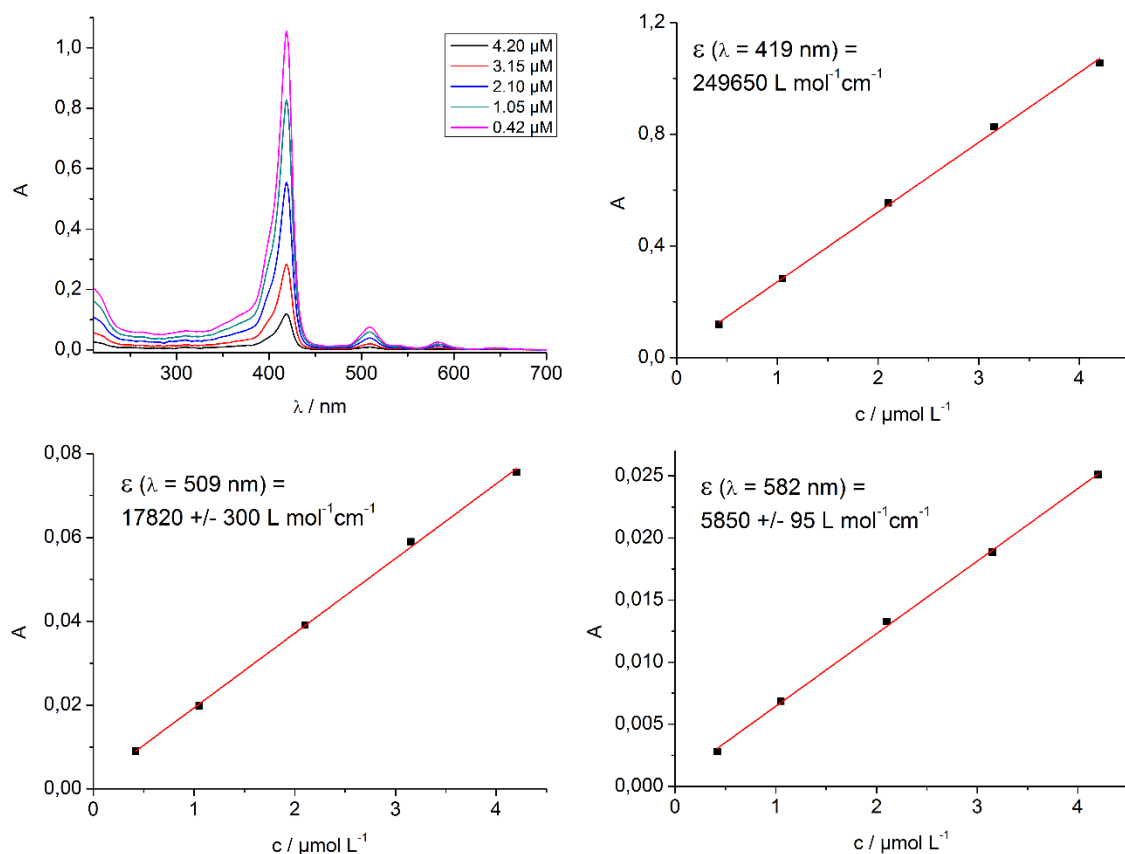 1,0
0,8
0,6
0,4
0,2
0,0
A
4.20 µM
3.15 µM
2.10 µM
1.05 µM
0.42 µM
300 400 500 600 700
λ / nm
1,2
0,8
0,4
0,0
A
ε (λ = 419 nm) =
249650 L mol⁻¹cm⁻¹
0 1 2 3 4
c / µmol L⁻¹
0,08
0,06
0,04
0,02
0,00
A
ε (λ = 509 nm) =
17820 +/- 300 L mol⁻¹cm⁻¹
0 1 2 3 4
c / µmol L⁻¹
0,025
0,020
0,015
0,010
0,005
0,000
A
ε (λ = 582 nm) =
5850 +/- 95 L mol⁻¹cm⁻¹
0 1 2 3 4
c / µmol L⁻¹